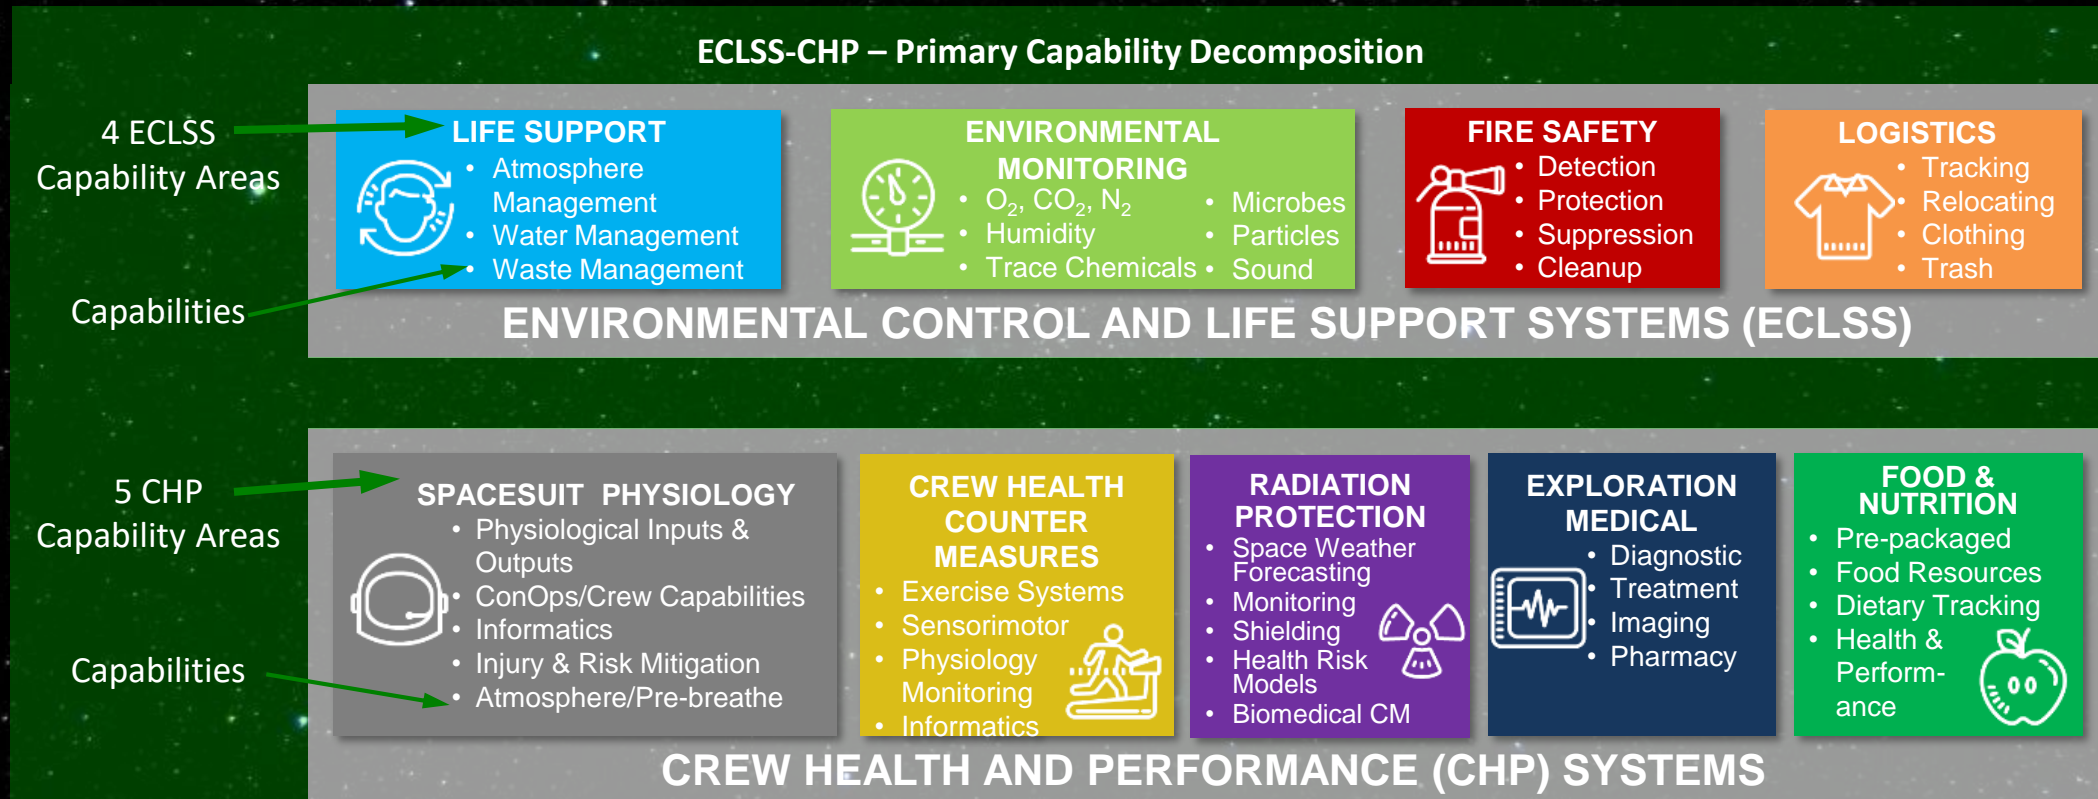 ECLSS-CHP – Primary Capability Decomposition
4 ECLSS
Capability Areas
Capabilities
LIFE SUPPORT
• Atmosphere
Management
• Water Management
• Waste Management
ENVIRONMENTAL
MONITORING
• O₂, CO₂, N₂
• Humidity
• Trace Chemicals
• Microbes
• Particles
• Sound
FIRE SAFETY
• Detection
• Protection
• Suppression
• Cleanup
LOGISTICS
• Tracking
• Relocating
• Clothing
• Trash
ENVIRONMENTAL CONTROL AND LIFE SUPPORT SYSTEMS (ECLSS)
5 CHP
Capability Areas
Capabilities
SPACESUIT PHYSIOLOGY
• Physiological Inputs &
Outputs
• ConOps/Crew Capabilities
• Informatics
• Injury & Risk Mitigation
• Atmosphere/Pre-breathe
CREW HEALTH
COUNTER
MEASURES
• Exercise Systems
• Sensorimotor
• Physiology
Monitoring
• Informatics
RADIATION
PROTECTION
• Space Weather
Forecasting
• Monitoring
• Shielding
• Health Risk
Models
• Biomedical CM
EXPLORATION
MEDICAL
• Diagnostic
• Treatment
• Imaging
• Pharmacy
FOOD &
NUTRITION
• Pre-packaged
• Food Resources
• Dietary Tracking
• Health &
Perform-
ance
CREW HEALTH AND PERFORMANCE (CHP) SYSTEMS